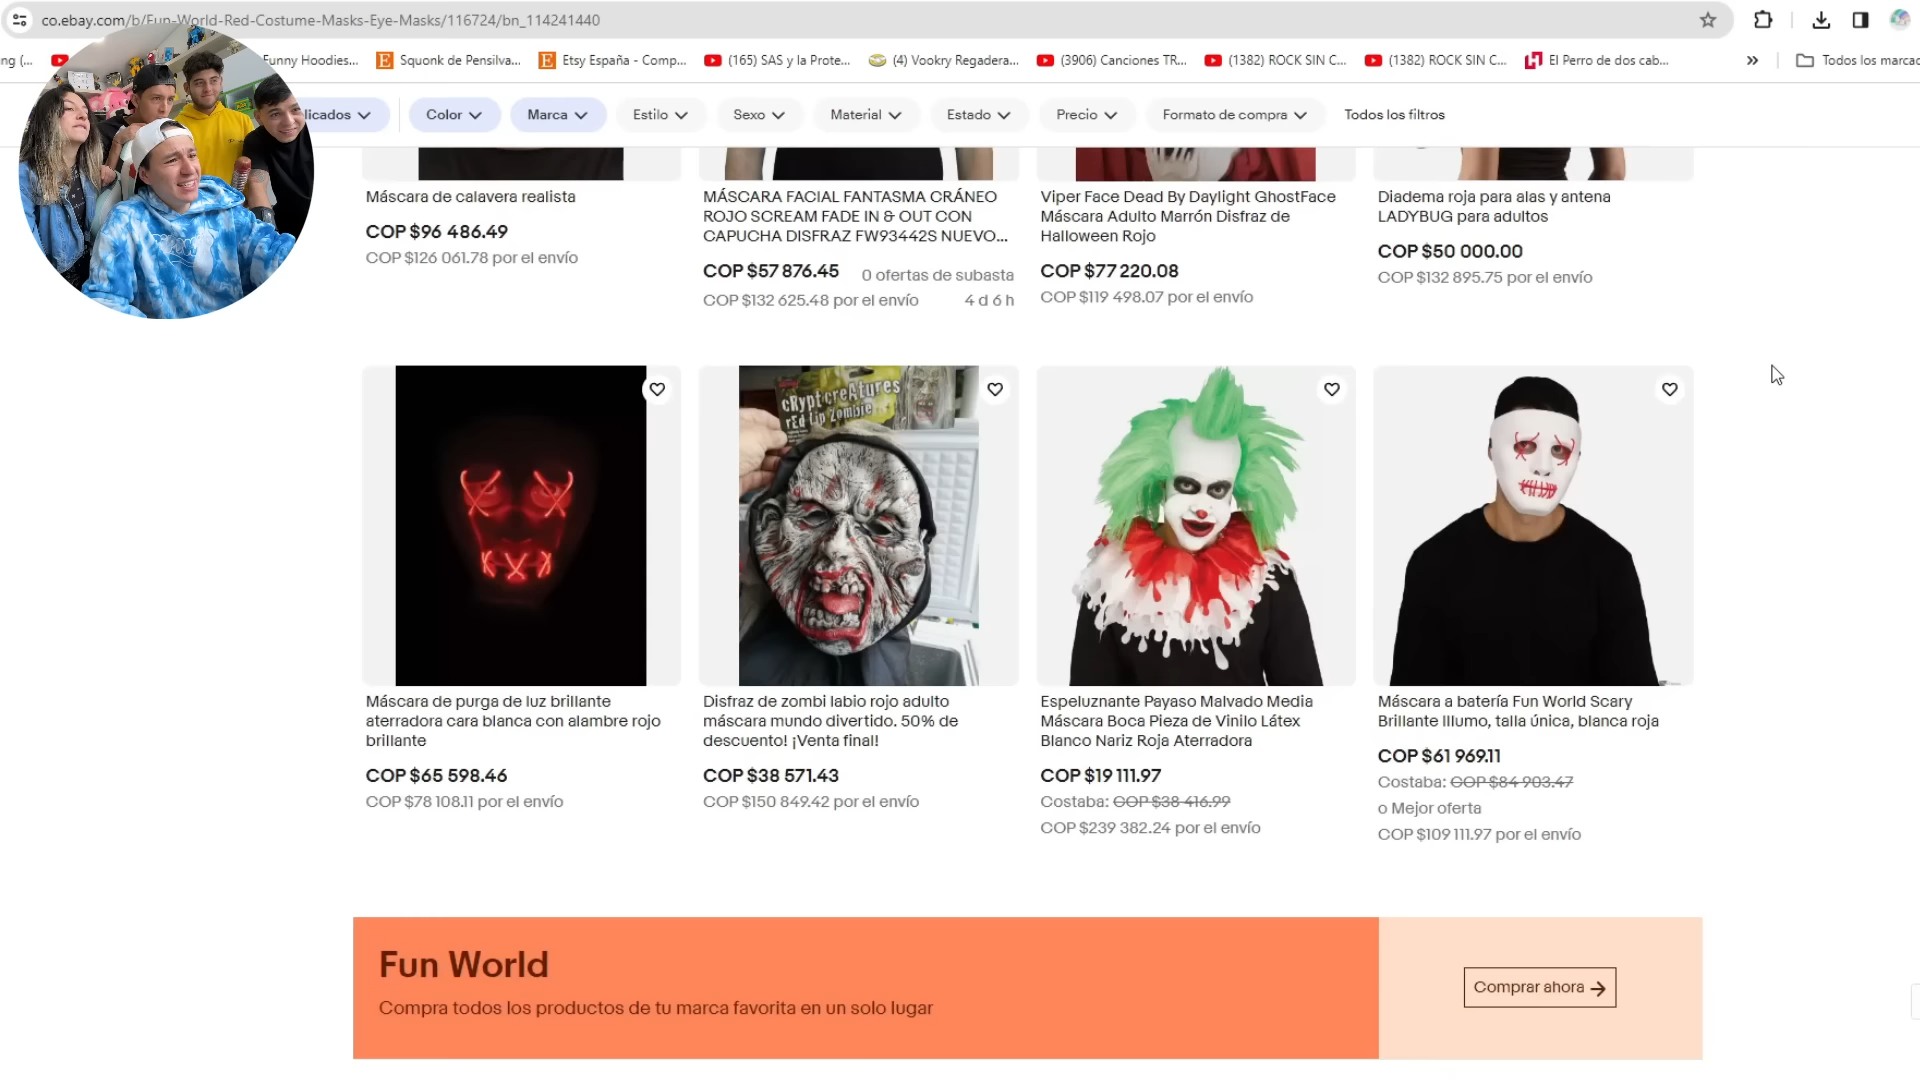 co.ebay.com/b/Fun-World-Red-Costume-Masks-Eye-Masks/116724/bn_114241440
ng (... Funny Hoodies... Squonk de Pensilva... Etsy España - Comp... (165) SAS y la Prote... (4) Vookry Regadera... (3906) Canciones TR... (1382) ROCK SIN C... (1382) ROCK SIN C... El Perro de dos cab... » Todos los marcad
licados Color Marca Estilo Sexo Material Estado Precio Formato de compra Todos los filtros
Máscara de calavera realista
COP $96 486.49
COP $126 061.78 por el envío
MÁSCARA FACIAL FANTASMA CRÁNEO
ROJO SCREAM FADE IN & OUT CON
CAPUCHA DISFRAZ FW93442S NUEVO...
COP $57 876.45 0 ofertas de subasta
COP $132 625.48 por el envío 4 d 6 h
Viper Face Dead By Daylight GhostFace
Máscara Adulto Marrón Disfraz de
Halloween Rojo
COP $77 220.08
COP $119 498.07 por el envío
Diadema roja para alas y antena
LADYBUG para adultos
COP $50 000.00
COP $132 895.75 por el envío
cRyptcreAtures
rEd Lip Zombie
Máscara de purga de luz brillante
aterradora cara blanca con alambre rojo
brillante
COP $65 598.46
COP $78 108.11 por el envío
Disfraz de zombi labio rojo adulto
máscara mundo divertido. 50% de
descuento! ¡Venta final!
COP $38 571.43
COP $150 849.42 por el envío
Espeluznante Payaso Malvado Media
Máscara Boca Pieza de Vinilo Látex
Blanco Nariz Roja Aterradora
COP $19 111.97
Costaba: COP $38 416.99
COP $239 382.24 por el envío
Máscara a batería Fun World Scary
Brillante Illumo, talla única, blanca roja
COP $61 969.11
Costaba: COP $84 903.47
o Mejor oferta
COP $109 111.97 por el envío
Fun World
Compra todos los productos de tu marca favorita en un solo lugar
Comprar ahora →